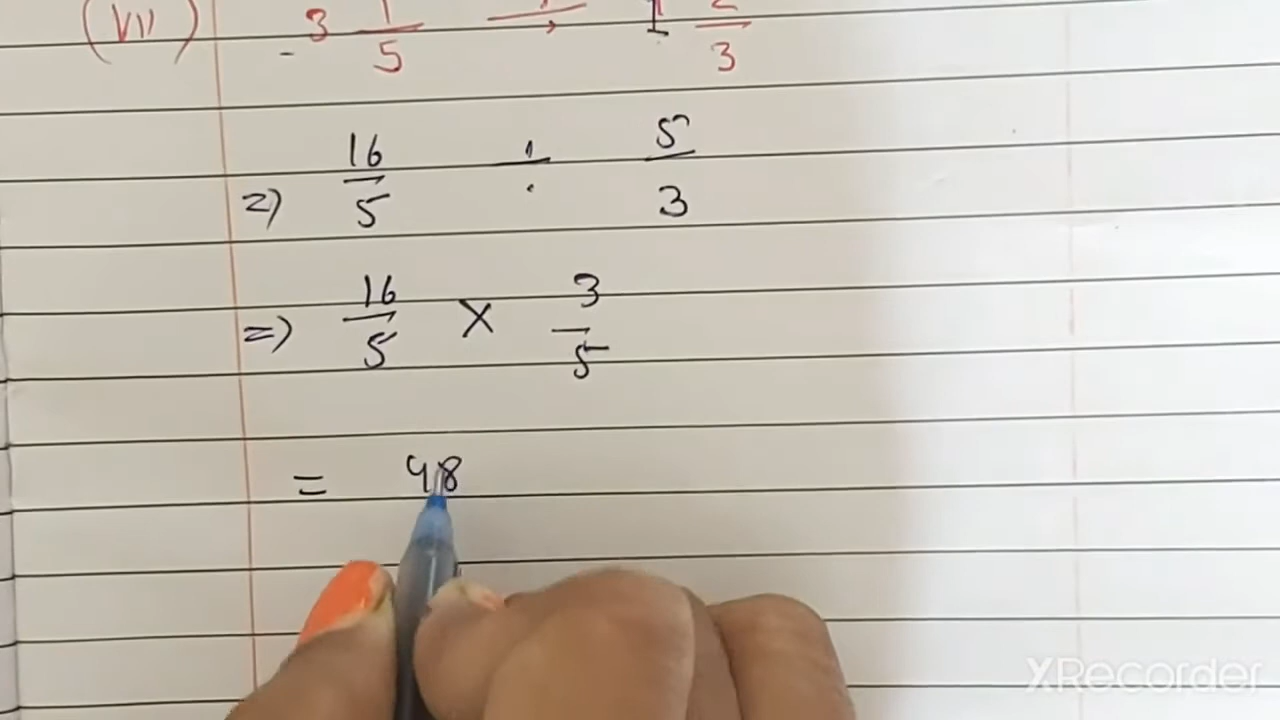 (VII) 3 1/5 ÷ 1 2/3
=) 16/5 ÷ 5/3
=) 16/5 × 3/5
= 48
XRecorder